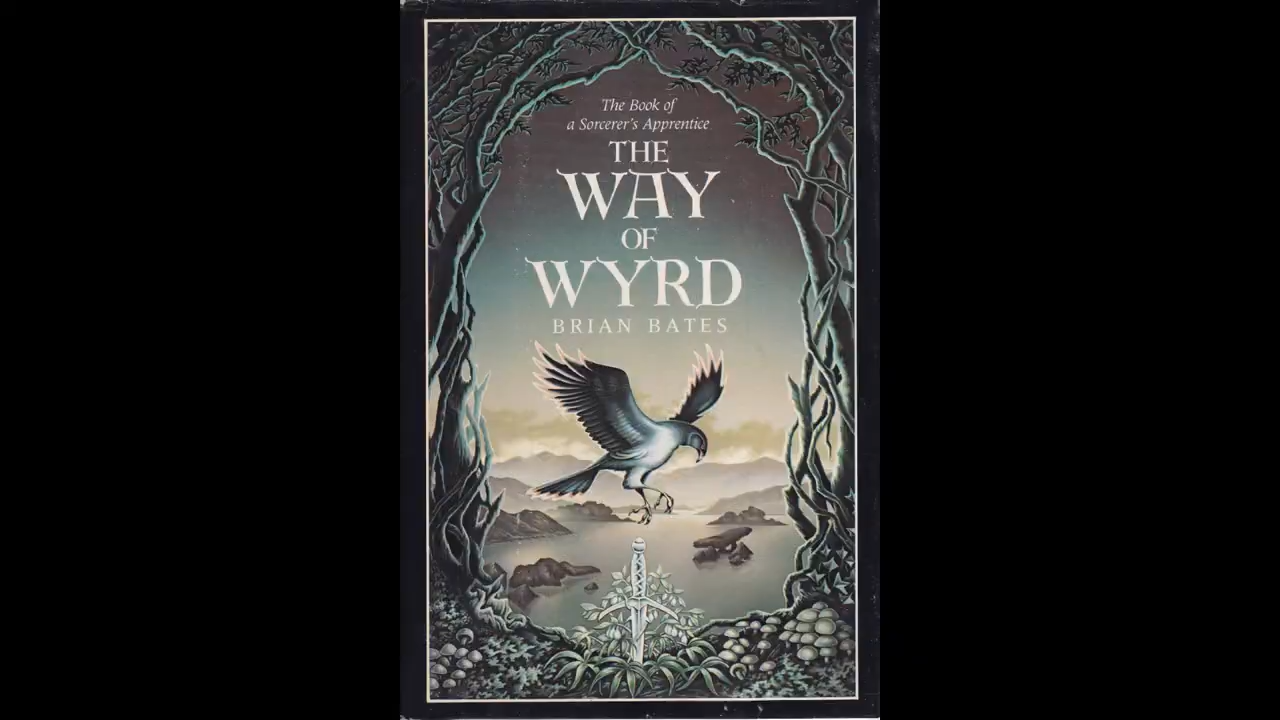 The Book of
a Sorcerer's Apprentice
THE
WAY
OF
WYRD
BRIAN BATES